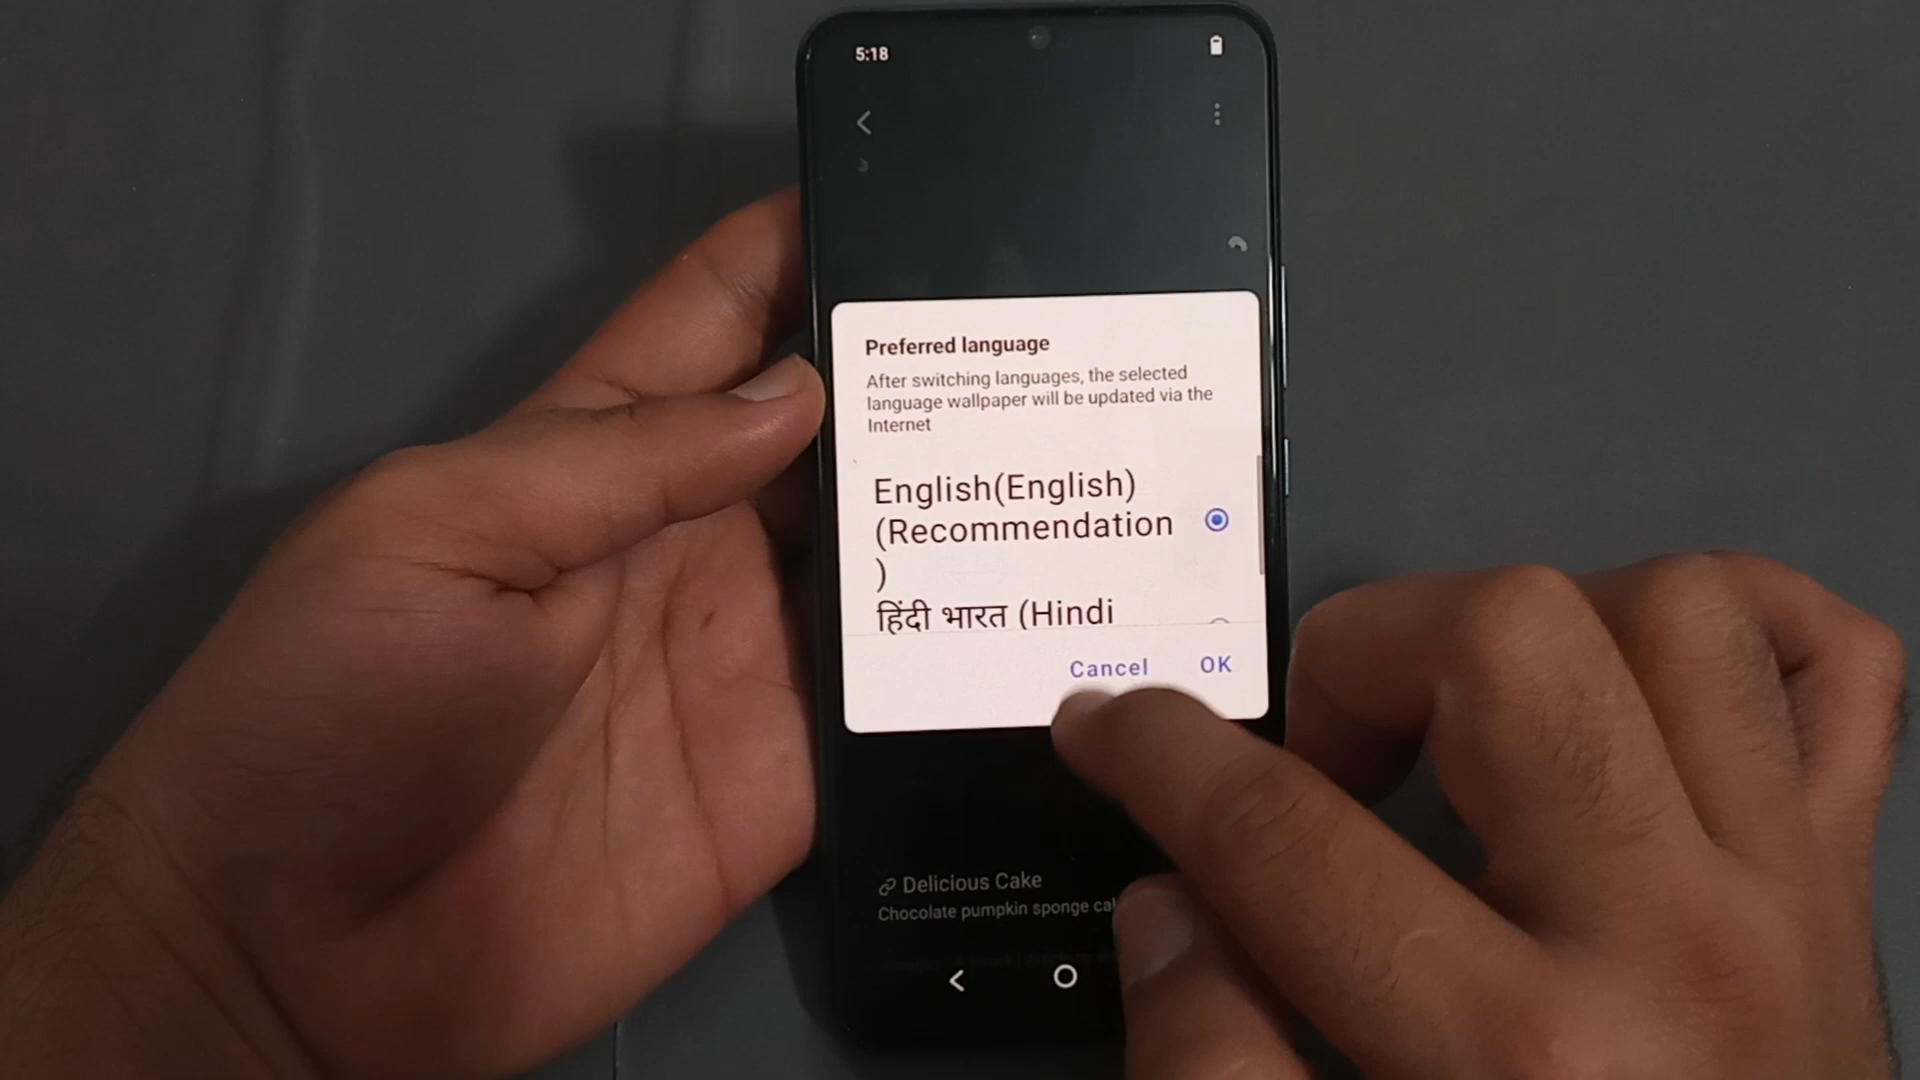 5:18
Preferred language
After switching languages, the selected
language wallpaper will be updated via the
Internet
English(English)
(Recommendation
)
हिंदी भारत (Hindi
Cancel OK
Delicious Cake
Chocolate pumpkin sponge